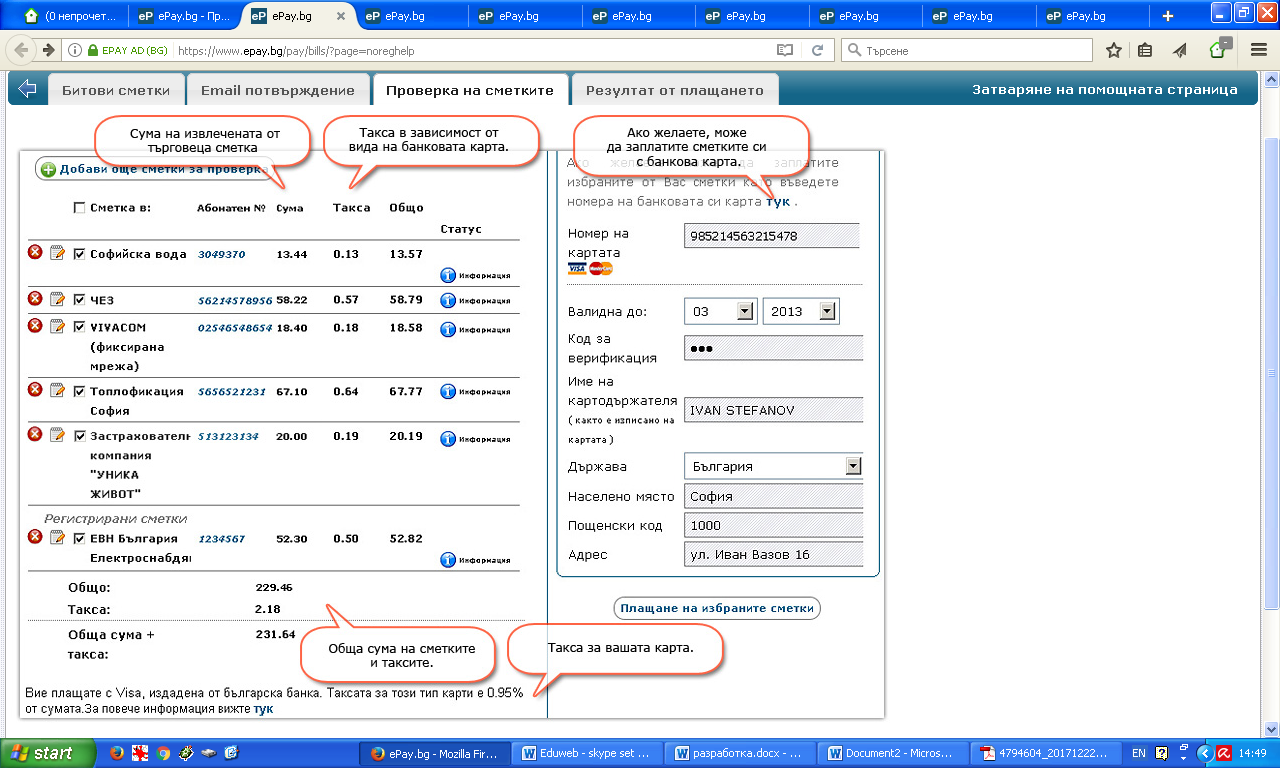 (0 непрочет...
ePay.bg - Пр...
ePay.bg
ePay.bg
ePay.bg
ePay.bg
ePay.bg
ePay.bg
ePay.bg
ePay.bg
EPAY AD (BG)
https://www.epay.bg/pay/bills/?page=noreghelp
Търсене
Битови сметки
Email потвърждение
Проверка на сметките
Резултат от плащането
Затваряне на помощната страница
Сума на извлечената от
търговеца сметка
Такса в зависимост от
вида на банковата карта.
Ако желаете, може
да заплатите сметките си
с банкова карта.
Добави още сметки за проверка
Сметка в: Абонатен № Сума Такса Общо
Статус
Софийска вода 3049370 13.44 0.13 13.57
Информация
ЧЕЗ 56214578956 58.22 0.57 58.79 Информация
VIVACOM 02546548654 18.40 0.18 18.58 Информация
(фиксирана
мрежа)
Топлофикация 5656521231 67.10 0.64 67.77 Информация
София
Застрахователи 513123134 20.00 0.19 20.19 Информация
компания
"УНИКА
ЖИВОТ"
Регистрирани сметки
ЕВН България 1234567 52.30 0.50 52.82
Електроснабдя Информация
Общо: 229.46
Такса: 2.18
Обща сума + 231.64
такса:
Обща сума на сметките
и таксите.
Вие плащате с Visa, издадена от българска банка. Таксата за този тип карти е 0.95%
от сумата.За повече информация вижте тук
Такса за вашата карта.
Ако да заплатите
избраните от Вас сметки като въведете
номера на банковата си карта тук .
Номер на
картата 985214563215478
VISA MasterCard
Валидна до: 03 2013
Код за
верификация ●●●
Име на
картодържателя IVAN STEFANOV
( както е изписано на
картата )
Държава България
Населено място София
Пощенски код 1000
Адрес ул. Иван Вазов 16
Плащане на избраните сметки
start
ePay.bg - Mozilla Fir...
Eduweb - skype set ...
разработка.docx - ...
Document2 - Micros...
4794604_20171222...
EN
14:49